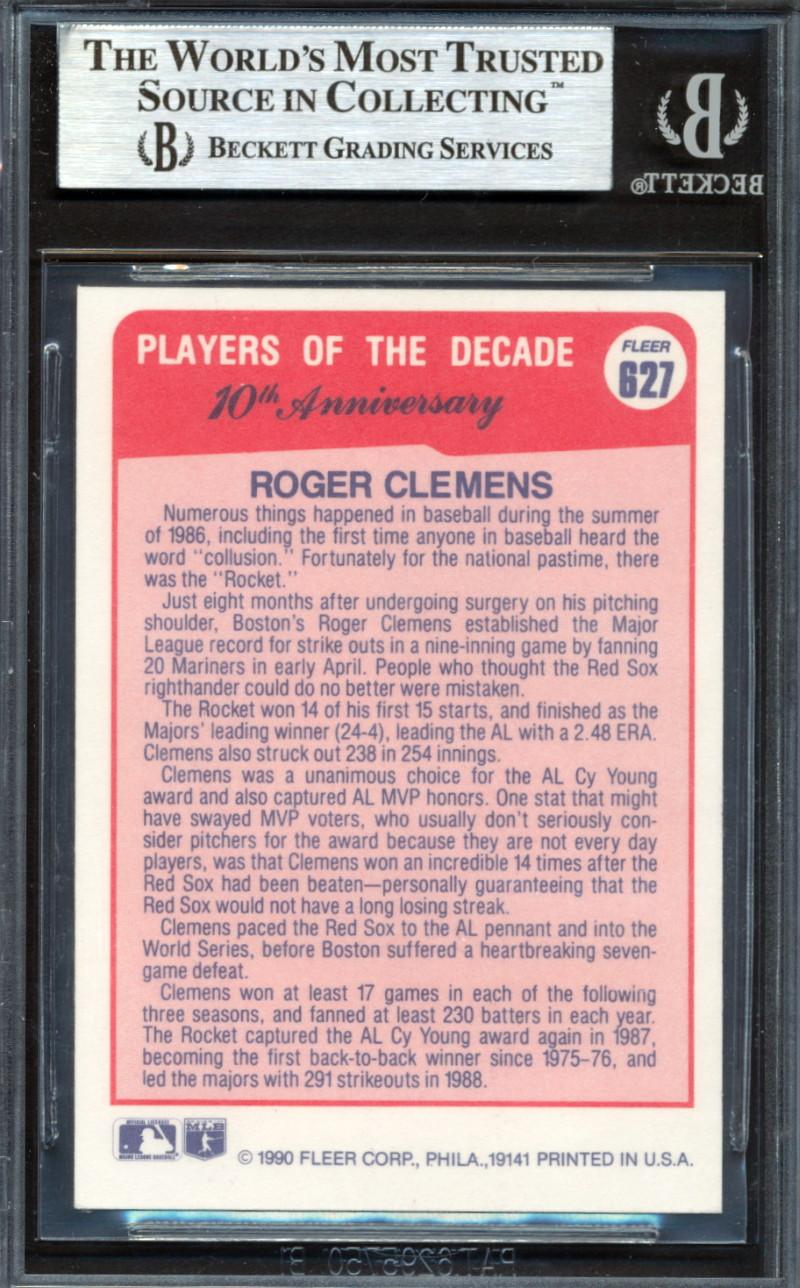 THE WORLD'S MOST TRUSTED
SOURCE IN COLLECTING™
B BECKETT GRADING SERVICES
B
BECKETT®
PLAYERS OF THE DECADE
10th Anniversary
FLEER
627
ROGER CLEMENS
Numerous things happened in baseball during the summer
of 1986, including the first time anyone in baseball heard the
word "collusion." Fortunately for the national pastime, there
was the "Rocket."
Just eight months after undergoing surgery on his pitching
shoulder, Boston's Roger Clemens established the Major
League record for strike outs in a nine-inning game by fanning
20 Mariners in early April. People who thought the Red Sox
righthander could do no better were mistaken.
The Rocket won 14 of his first 15 starts, and finished as the
Majors' leading winner (24-4), leading the AL with a 2.48 ERA.
Clemens also struck out 238 in 254 innings.
Clemens was a unanimous choice for the AL Cy Young
award and also captured AL MVP honors. One stat that might
have swayed MVP voters, who usually don't seriously con-
sider pitchers for the award because they are not every day
players, was that Clemens won an incredible 14 times after the
Red Sox had been beaten—personally guaranteeing that the
Red Sox would not have a long losing streak.
Clemens paced the Red Sox to the AL pennant and into the
World Series, before Boston suffered a heartbreaking seven-
game defeat.
Clemens won at least 17 games in each of the following
three seasons, and fanned at least 230 batters in each year.
The Rocket captured the AL Cy Young award again in 1987,
becoming the first back-to-back winner since 1975-76, and
led the majors with 291 strikeouts in 1988.
OFFICIAL LICENSEE
MAJOR LEAGUE BASEBALL
MLB
© 1990 FLEER CORP., PHILA.,19141 PRINTED IN U.S.A.